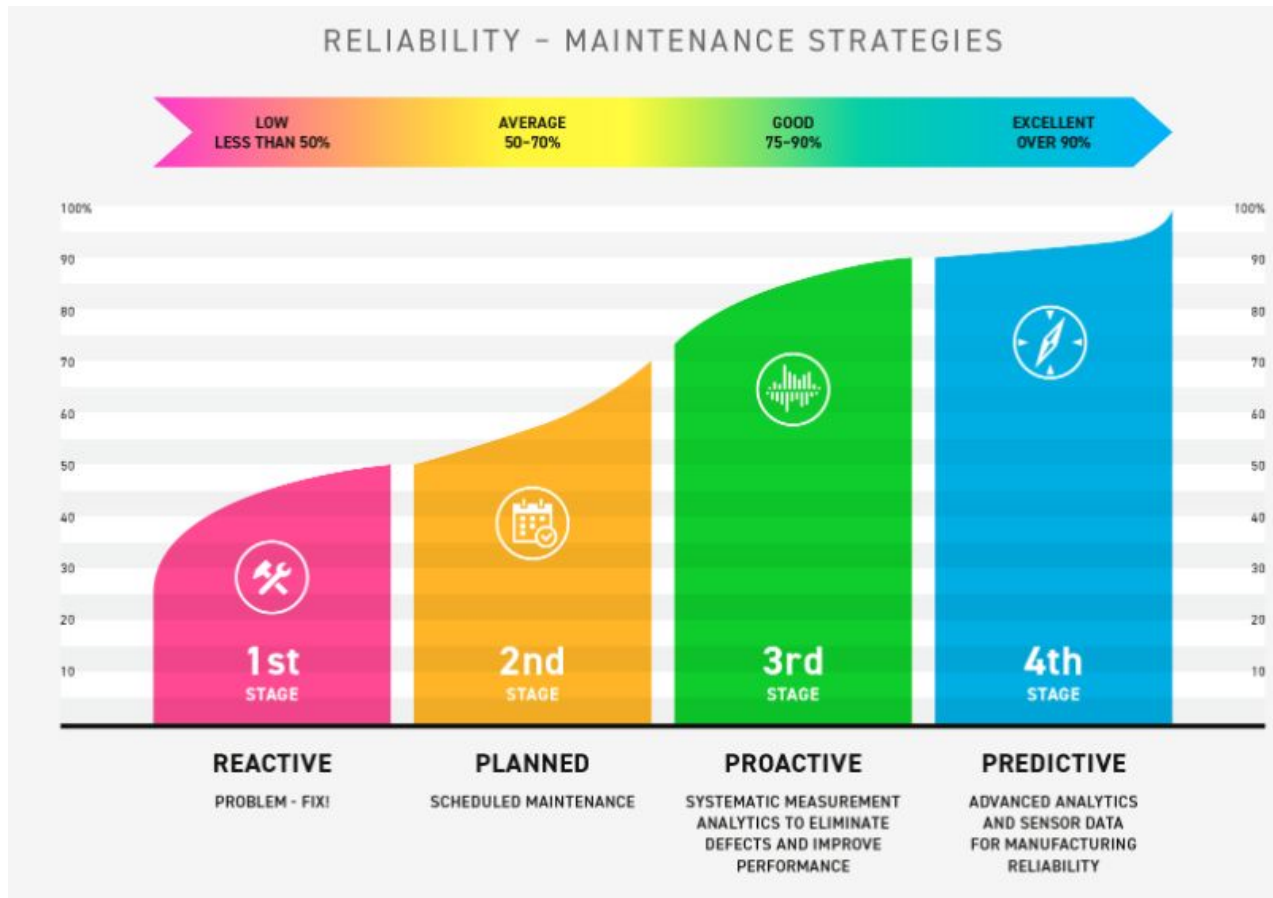 RELIABILITY – MAINTENANCE STRATEGIES
LOW
LESS THAN 50%
AVERAGE
50–70%
GOOD
75–90%
EXCELLENT
OVER 90%
100%
90
80
70
60
50
40
30
20
10
100%
90
80
70
60
50
40
30
20
10
1st
STAGE
2nd
STAGE
3rd
STAGE
4th
STAGE
REACTIVE
PROBLEM - FIX!
PLANNED
SCHEDULED MAINTENANCE
PROACTIVE
SYSTEMATIC MEASUREMENT
ANALYTICS TO ELIMINATE
DEFECTS AND IMPROVE
PERFORMANCE
PREDICTIVE
ADVANCED ANALYTICS
AND SENSOR DATA
FOR MANUFACTURING
RELIABILITY